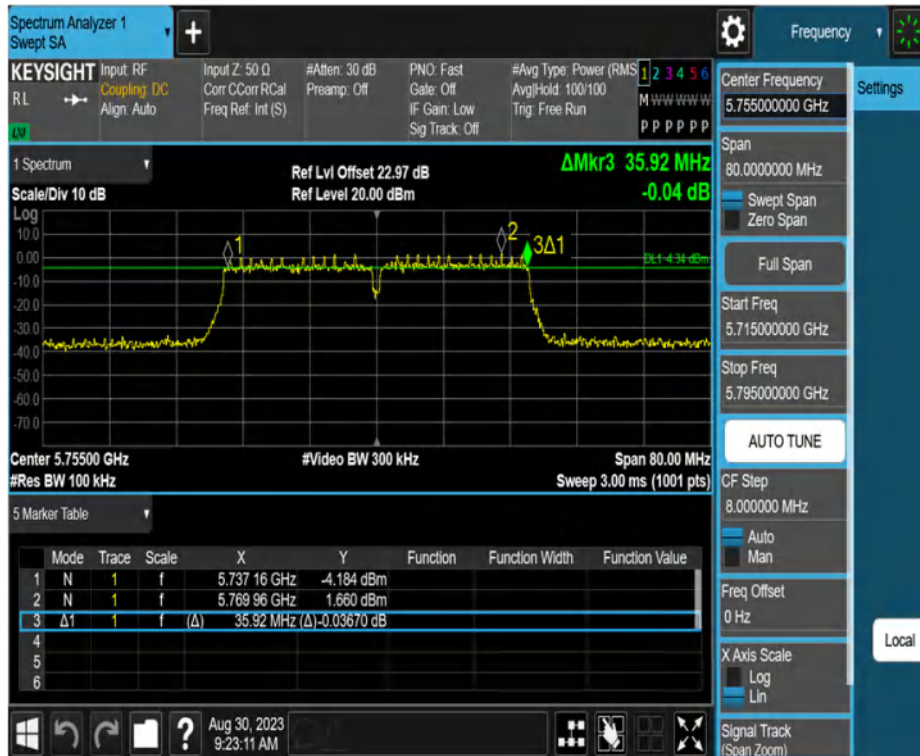 Spectrum Analyzer 1
Swept SA
+
Frequency
KEYSIGHT
RL
LNI
Input: RF
Coupling: DC
Align: Auto
Input Z: 50 Ω
Corr CCorr RCal
Freq Ref: Int (S)
#Atten: 30 dB
Preamp: Off
PNO: Fast
Gate: Off
IF Gain: Low
Sig Track: Off
#Avg Type: Power (RMS
Avg|Hold: 100/100
Trig: Free Run
1 2 3 4 5 6
M W W W W W
P P P P P P
1 Spectrum
Scale/Div 10 dB
Ref Lvl Offset 22.97 dB
Ref Level 20.00 dBm
ΔMkr3 35.92 MHz
-0.04 dB
Log
10.0
0.00
-10.0
-20.0
-30.0
-40.0
-50.0
-60.0
-70.0
1
2
3Δ1
DL1 -4.34 dBm
Center 5.75500 GHz
#Video BW 300 kHz
Span 80.00 MHz
#Res BW 100 kHz
Sweep 3.00 ms (1001 pts)
5 Marker Table
Mode Trace Scale X Y Function Function Width Function Value
1 N 1 f 5.737 16 GHz -4.184 dBm
2 N 1 f 5.769 96 GHz 1.660 dBm
3 Δ1 1 f (Δ) 35.92 MHz (Δ) -0.03670 dB
4
5
6
?
Aug 30, 2023
9:23:11 AM
Center Frequency
5.755000000 GHz
Span
80.0000000 MHz
Swept Span
Zero Span
Full Span
Start Freq
5.715000000 GHz
Stop Freq
5.795000000 GHz
AUTO TUNE
CF Step
8.000000 MHz
Auto
Man
Freq Offset
0 Hz
X Axis Scale
Log
Lin
Signal Track
(Span Zoom)
Settings
Local